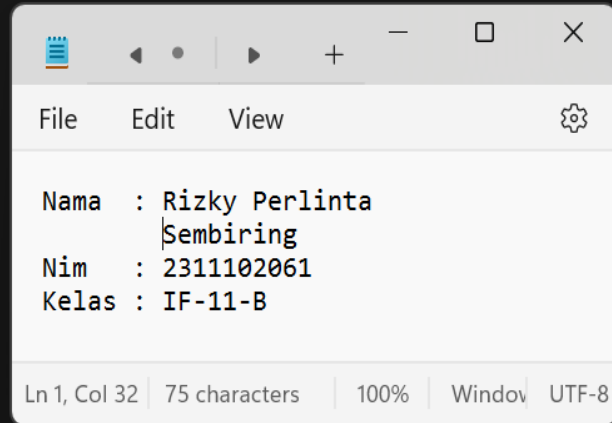 File Edit View
Nama : Rizky Perlinta
Sembiring
Nim : 2311102061
Kelas : IF-11-B
Ln 1, Col 32 75 characters 100% Window UTF-8